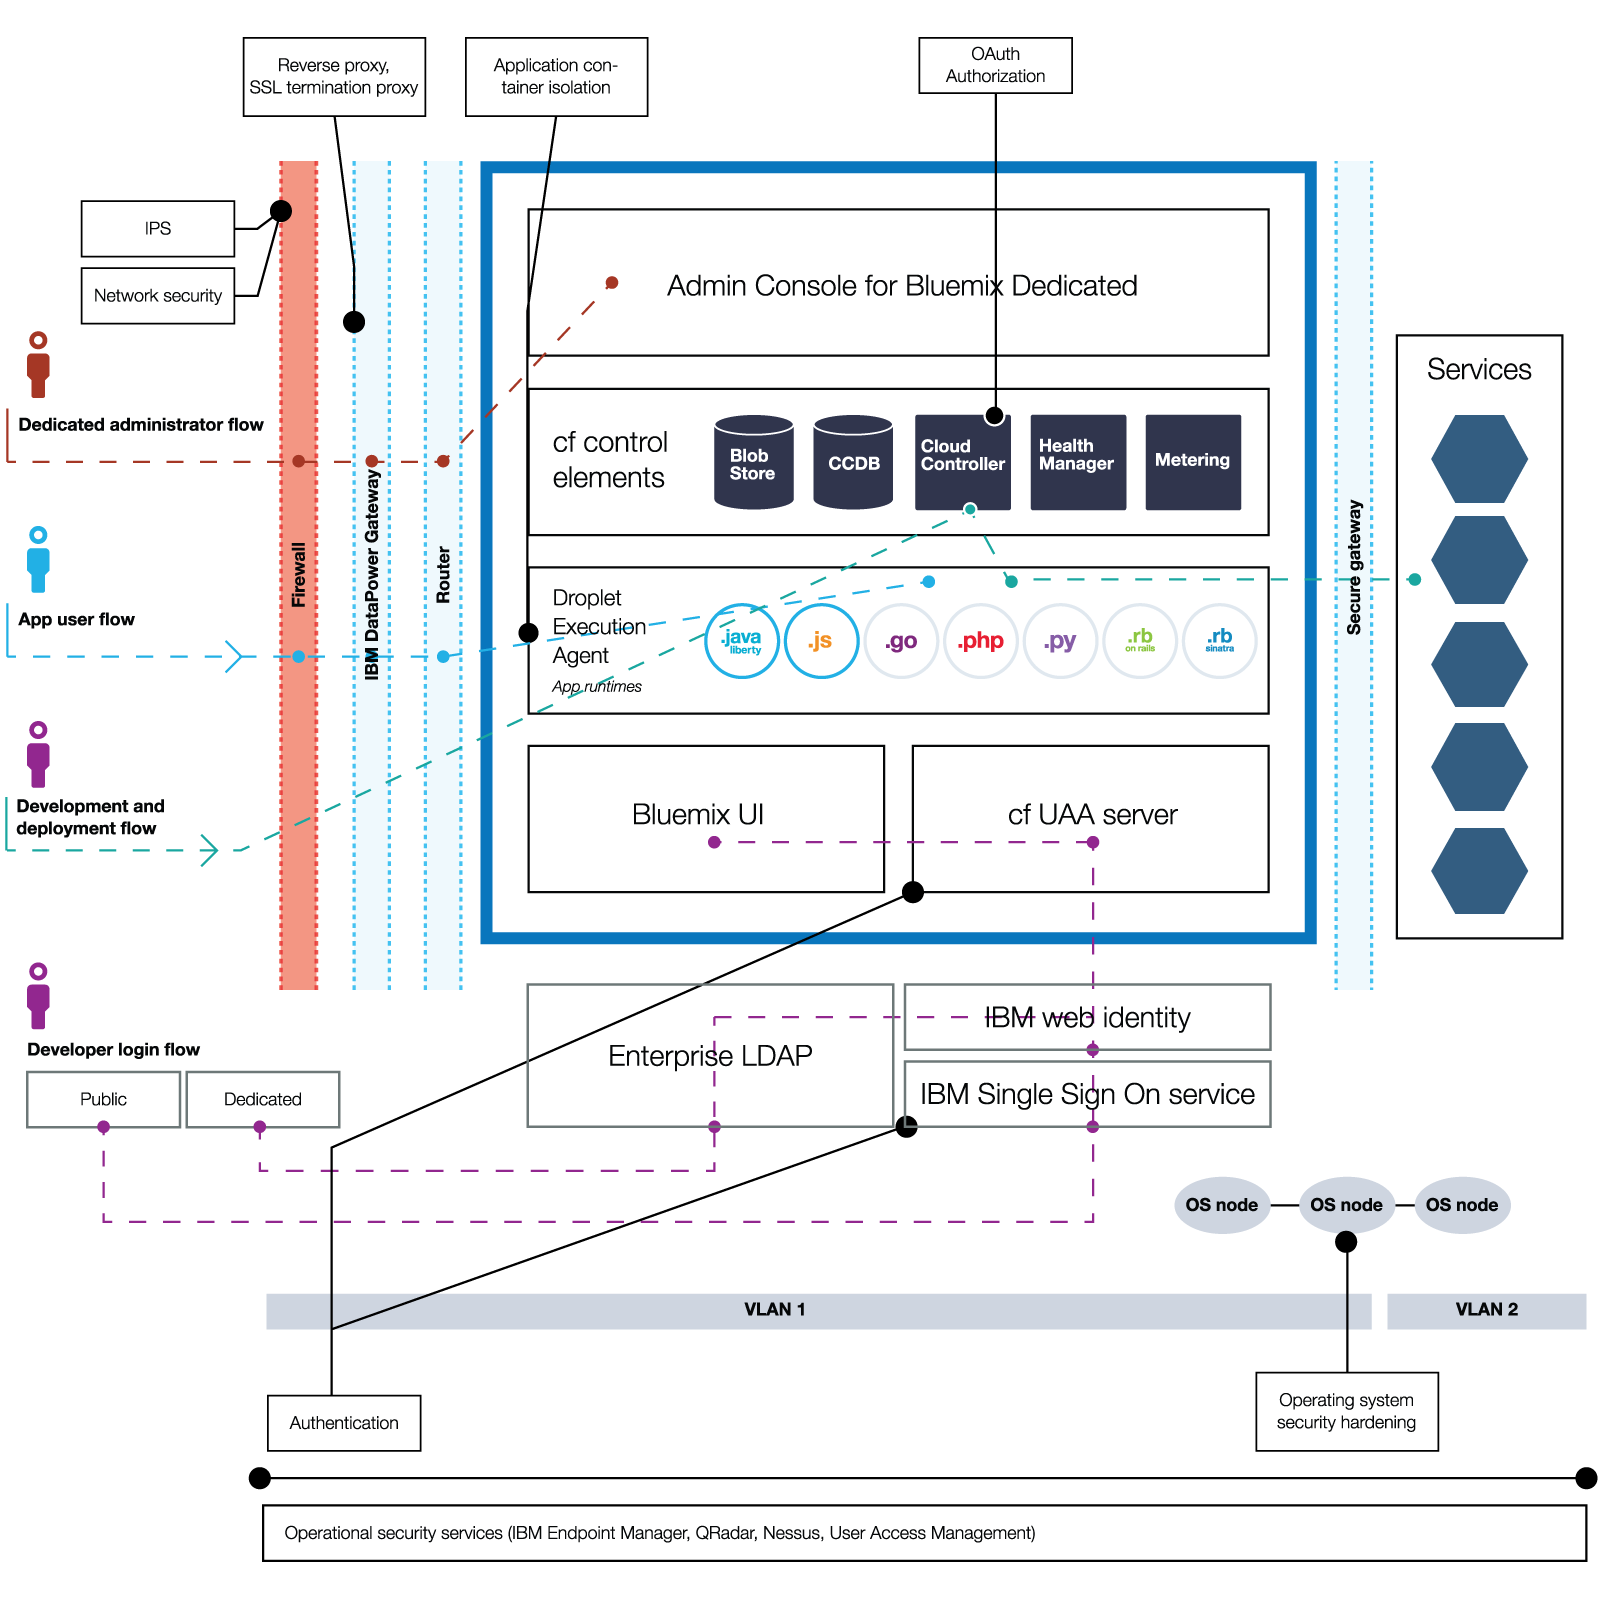 Reverse proxy,
SSL termination proxy
Application con-
tainer isolation
OAuth
Authorization
IPS
Network security
Admin Console for Bluemix Dedicated
Services
Dedicated administrator flow
cf control
elements
Blob
Store
CCDB
Cloud
Controller
Health
Manager
Metering
Firewall
IBM DataPower Gateway
Router
Secure gateway
App user flow
Droplet
Execution
Agent
App runtimes
.java
liberty
.js
.go
.php
.py
.rb
on rails
.rb
sinatra
Development and
deployment flow
Bluemix UI
cf UAA server
Developer login flow
Public
Dedicated
Enterprise LDAP
IBM web identity
IBM Single Sign On service
OS node
OS node
OS node
VLAN 1
VLAN 2
Authentication
Operating system
security hardening
Operational security services (IBM Endpoint Manager, QRadar, Nessus, User Access Management)